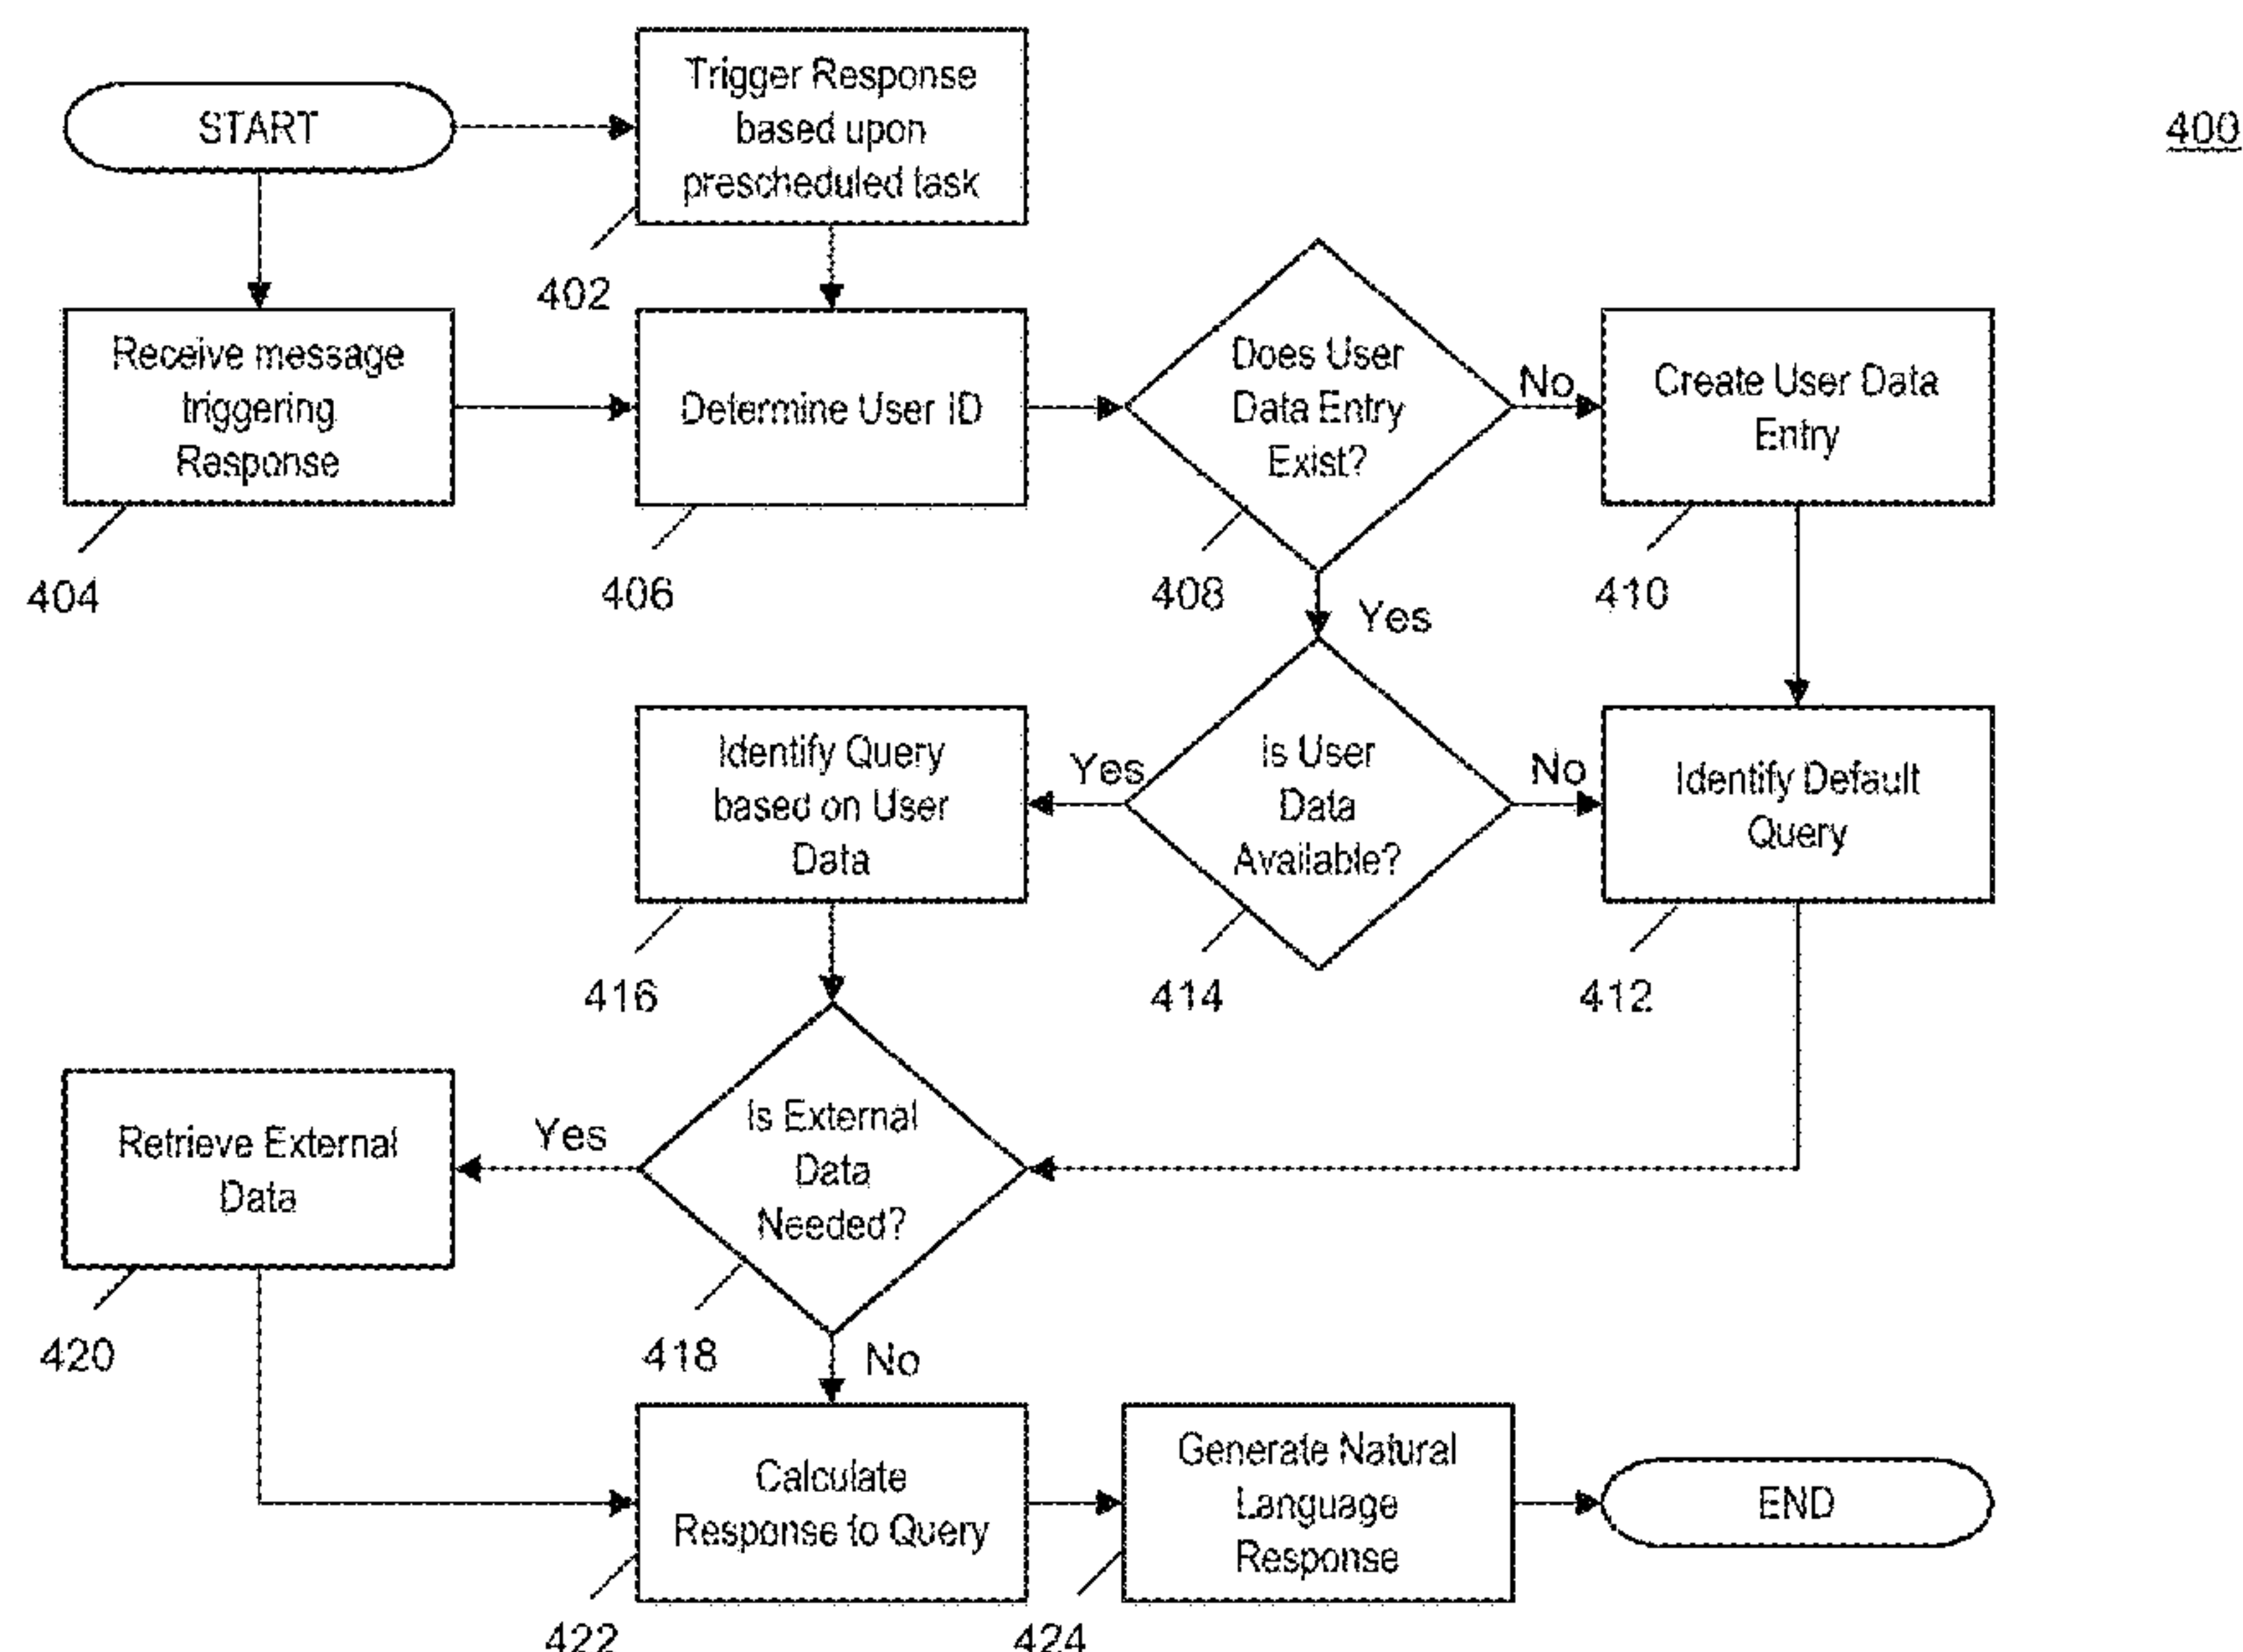 START
Trigger Response
based upon
prescheduled task
400
402
Receive message
triggering
Response
404
Determine User ID
406
Does User
Data Entry
Exist?
408
No
Yes
Create User Data
Entry
410
Identify Query
based on User
Data
416
Yes
Is User
Data
Available?
414
No
Identify Default
Query
412
Retrieve External
Data
420
Yes
Is External
Data
Needed?
418
No
Calculate
Response to Query
422
Generate Natural
Language
Response
424
END